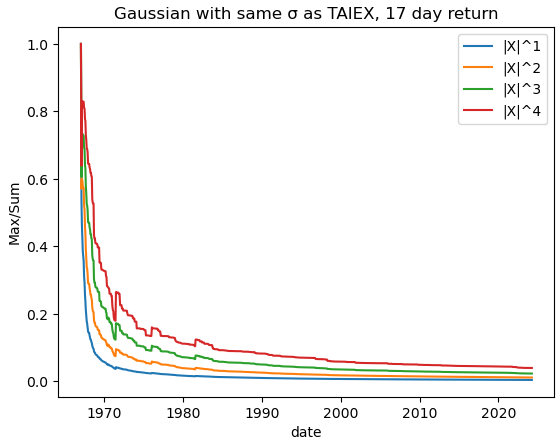 Gaussian with same σ as TAIEX, 17 day return
|X|^1
|X|^2
|X|^3
|X|^4
Max/Sum
1.0
0.8
0.6
0.4
0.2
0.0
1970 1980 1990 2000 2010 2020
date